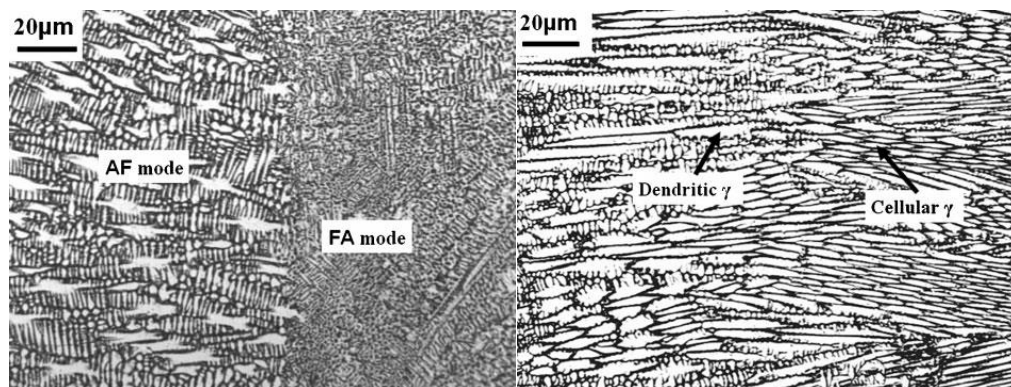 20µm
AF mode
FA mode
20µm
Dendritic γ
Cellular γ